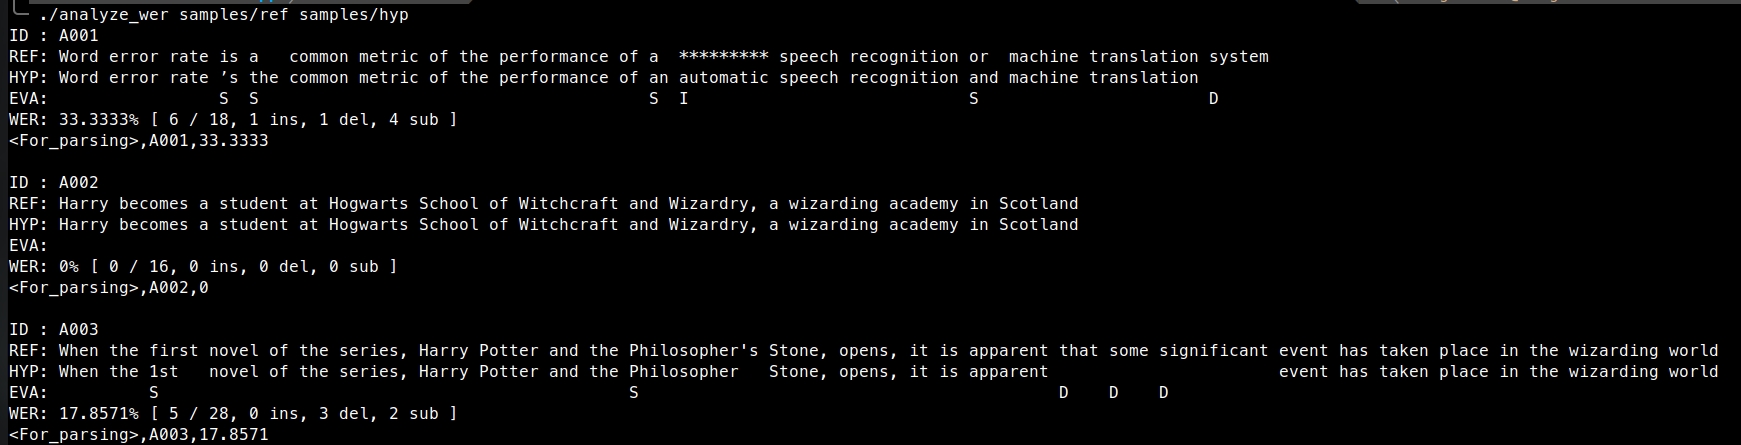 ./analyze_wer samples/ref samples/hyp
ID : A001
REF: Word error rate is a   common metric of the performance of a  ********* speech recognition or  machine translation system
HYP: Word error rate ’s the common metric of the performance of an automatic speech recognition and machine translation
EVA:                 S  S                                       S  I                            S                       D
WER: 33.3333% [ 6 / 18, 1 ins, 1 del, 4 sub ]
<For_parsing>,A001,33.3333
ID : A002
REF: Harry becomes a student at Hogwarts School of Witchcraft and Wizardry, a wizarding academy in Scotland
HYP: Harry becomes a student at Hogwarts School of Witchcraft and Wizardry, a wizarding academy in Scotland
EVA:
WER: 0% [ 0 / 16, 0 ins, 0 del, 0 sub ]
<For_parsing>,A002,0
ID : A003
REF: When the first novel of the series, Harry Potter and the Philosopher's Stone, opens, it is apparent that some significant event has taken place in the wizarding world
HYP: When the 1st   novel of the series, Harry Potter and the Philosopher   Stone, opens, it is apparent                       event has taken place in the wizarding world
EVA:          S                                               S                                          D    D    D
WER: 17.8571% [ 5 / 28, 0 ins, 3 del, 2 sub ]
<For_parsing>,A003,17.8571